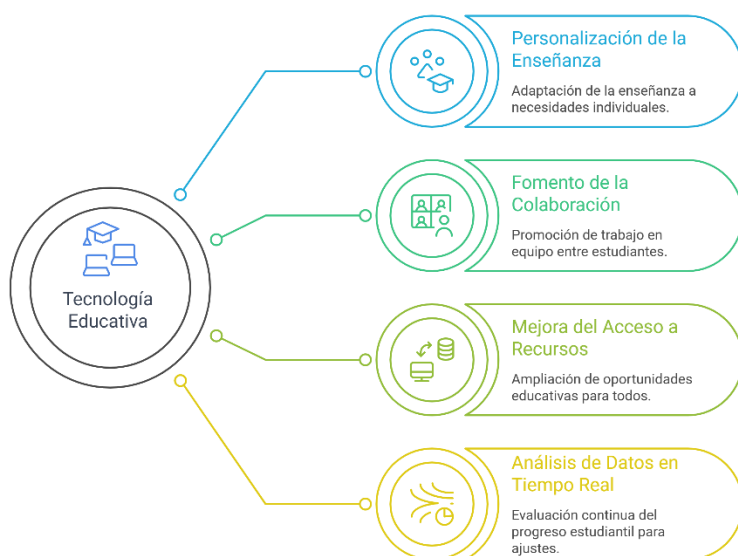 Tecnología
Educativa
Personalización de la
Enseñanza
Adaptación de la enseñanza a
necesidades individuales.
Fomento de la
Colaboración
Promoción de trabajo en
equipo entre estudiantes.
Mejora del Acceso a
Recursos
Ampliación de oportunidades
educativas para todos.
Análisis de Datos en
Tiempo Real
Evaluación continua del
progreso estudiantil para
ajustes.